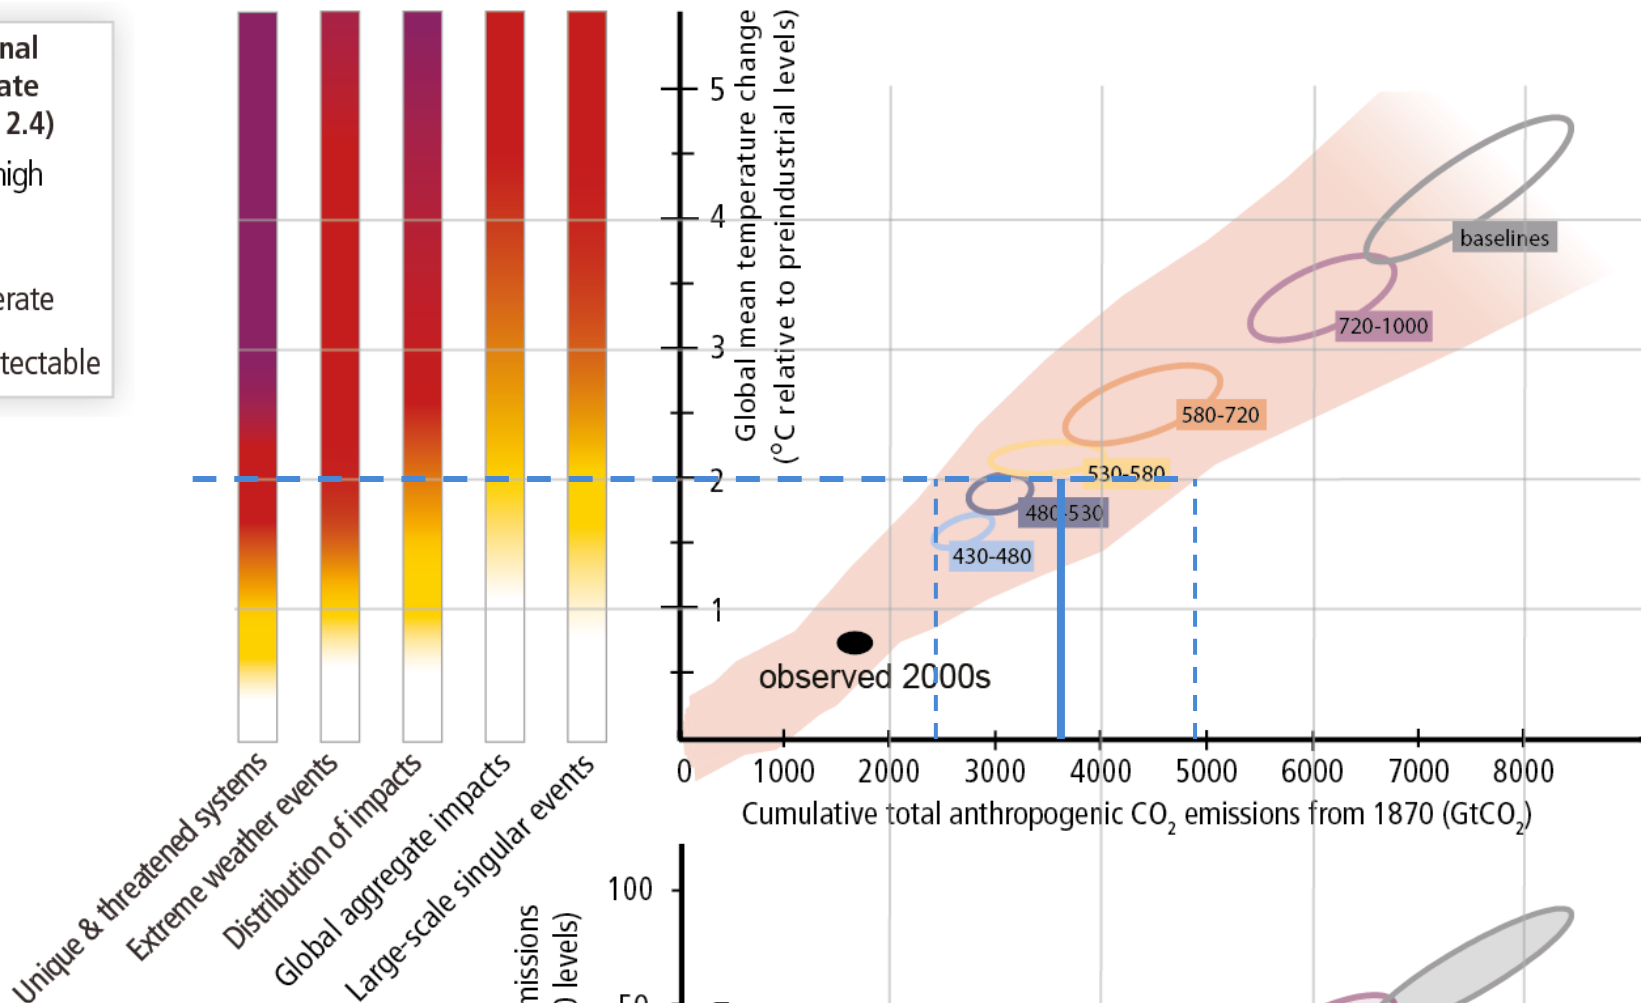 nal
ate
2.4)
high
erate
tectable
Global mean temperature change
(°C relative to preindustrial levels)
5
4
3
2
1
baselines
720-1000
580-720
530-580
480-530
430-480
observed 2000s
0 1000 2000 3000 4000 5000 6000 7000 8000
Cumulative total anthropogenic CO₂ emissions from 1870 (GtCO₂)
Unique & threatened systems
Extreme weather events
Distribution of impacts
Global aggregate impacts
Large-scale singular events
100
50
missions
0 levels)